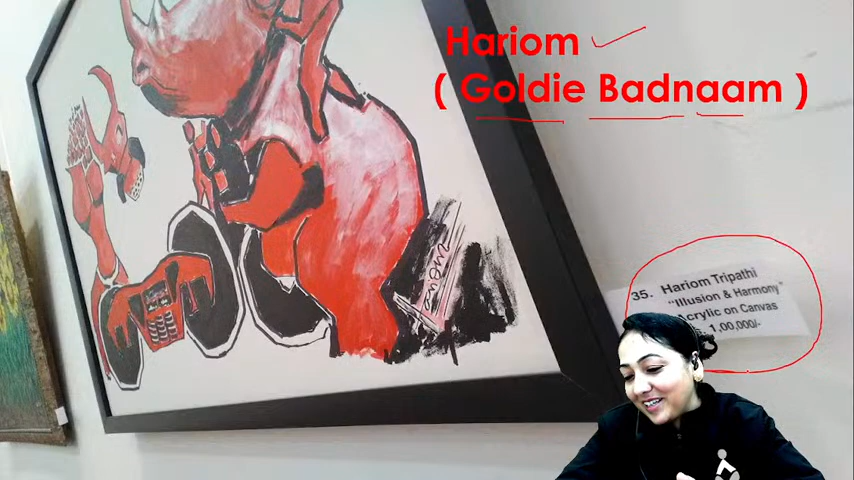 Hariom
( Goldie Badnaam )
35. Hariom Tripathi
"Illusion & Harmony"
Acrylic on Canvas
1,00,000/-